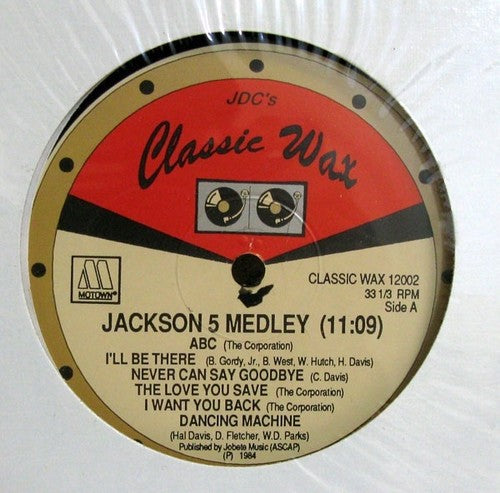 JDC's
Classic Wax
MOTOWN
CLASSIC WAX 12002
33 1/3 RPM
Side A
JACKSON 5 MEDLEY (11:09)
ABC (The Corporation)
I'LL BE THERE (B. Gordy, Jr., B. West, W. Hutch, H. Davis)
NEVER CAN SAY GOODBYE (C. Davis)
THE LOVE YOU SAVE (The Corporation)
I WANT YOU BACK (The Corporation)
DANCING MACHINE
(Hal Davis, D. Fletcher, W.D. Parks)
Published by Jobete Music (ASCAP)
(P) 1984